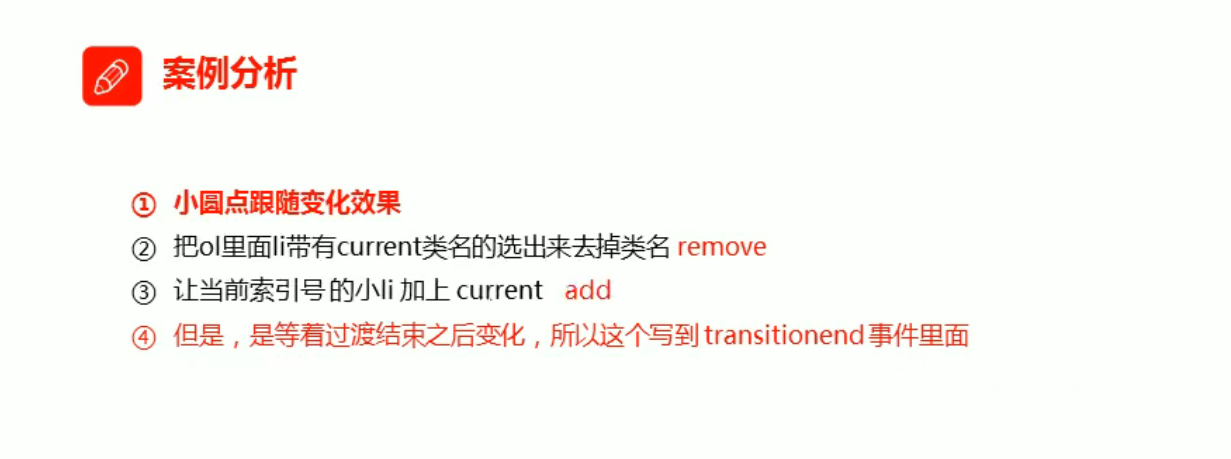 案例分析
① 小圆点跟随变化效果
② 把ol里面li带有current类名的选出来去掉类名 remove
③ 让当前索引号的小li 加上 current add
④ 但是，是等着过渡结束之后变化，所以这个写到 transitionend 事件里面